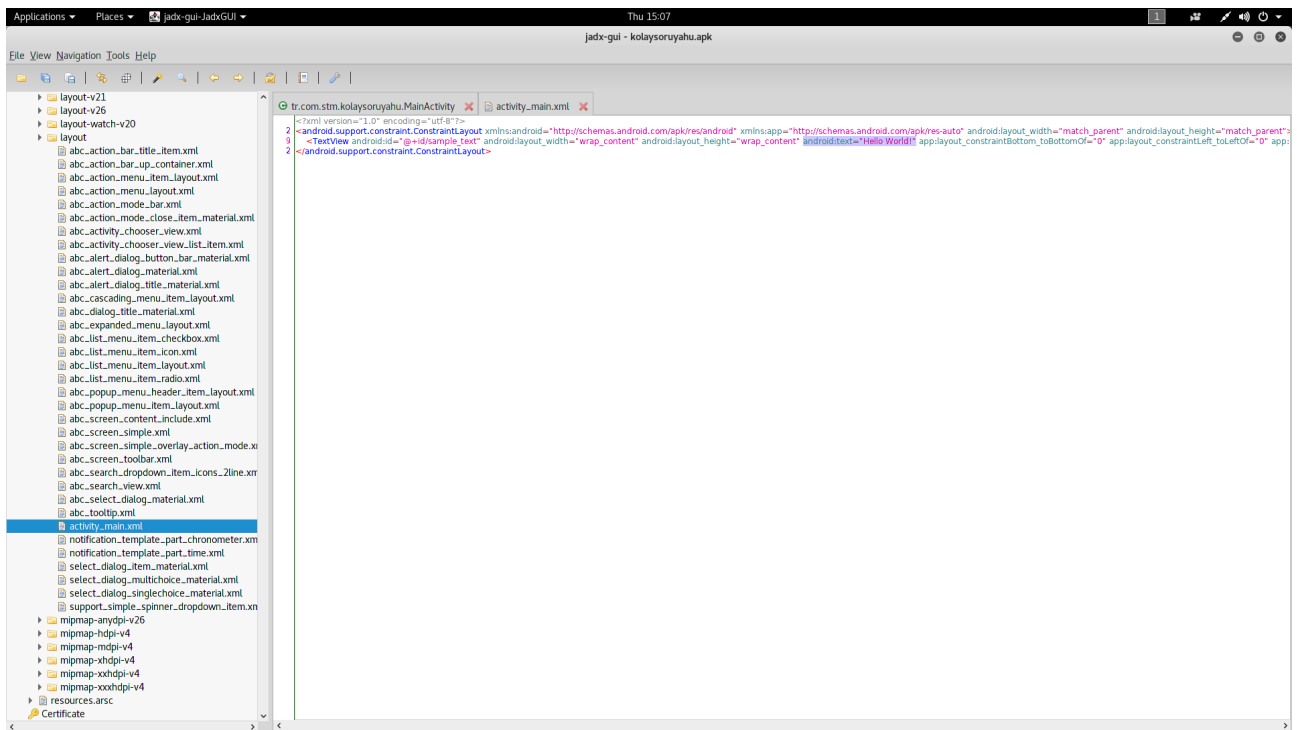 Applications Places jadx-gui-JadxGUI Thu 15:07 1
jadx-gui - kolaysoruyahu.apk
File View Navigation Tools Help
layout-v21
layout-v26
layout-watch-v20
layout
abc_action_bar_title_item.xml
abc_action_bar_up_container.xml
abc_action_menu_item_layout.xml
abc_action_menu_layout.xml
abc_action_mode_bar.xml
abc_action_mode_close_item_material.xml
abc_activity_chooser_view.xml
abc_activity_chooser_view_list_item.xml
abc_alert_dialog_button_bar_material.xml
abc_alert_dialog_material.xml
abc_alert_dialog_title_material.xml
abc_cascading_menu_item_layout.xml
abc_dialog_title_material.xml
abc_expanded_menu_layout.xml
abc_list_menu_item_checkbox.xml
abc_list_menu_item_icon.xml
abc_list_menu_item_layout.xml
abc_list_menu_item_radio.xml
abc_popup_menu_header_item_layout.xml
abc_popup_menu_item_layout.xml
abc_screen_content_include.xml
abc_screen_simple.xml
abc_screen_simple_overlay_action_mode.x
abc_screen_toolbar.xml
abc_search_dropdown_item_icons_2line.xm
abc_search_view.xml
abc_select_dialog_material.xml
abc_tooltip.xml
activity_main.xml
notification_template_part_chronometer.xm
notification_template_part_time.xml
select_dialog_item_material.xml
select_dialog_multichoice_material.xml
select_dialog_singlechoice_material.xml
support_simple_spinner_dropdown_item.xm
mipmap-anydpi-v26
mipmap-hdpi-v4
mipmap-mdpi-v4
mipmap-xhdpi-v4
mipmap-xxhdpi-v4
mipmap-xxxhdpi-v4
resources.arsc
Certificate
tr.com.stm.kolaysoruyahu.MainActivity activity_main.xml
<?xml version="1.0" encoding="utf-8"?>
2 <android.support.constraint.ConstraintLayout xmlns:android="http://schemas.android.com/apk/res/android" xmlns:app="http://schemas.android.com/apk/res-auto" android:layout_width="match_parent" android:layout_height="match_parent">
9 <TextView android:id="@+id/sample_text" android:layout_width="wrap_content" android:layout_height="wrap_content" android:text="Hello World!" app:layout_constraintBottom_toBottomOf="0" app:layout_constraintLeft_toLeftOf="0" app:
2 </android.support.constraint.ConstraintLayout>